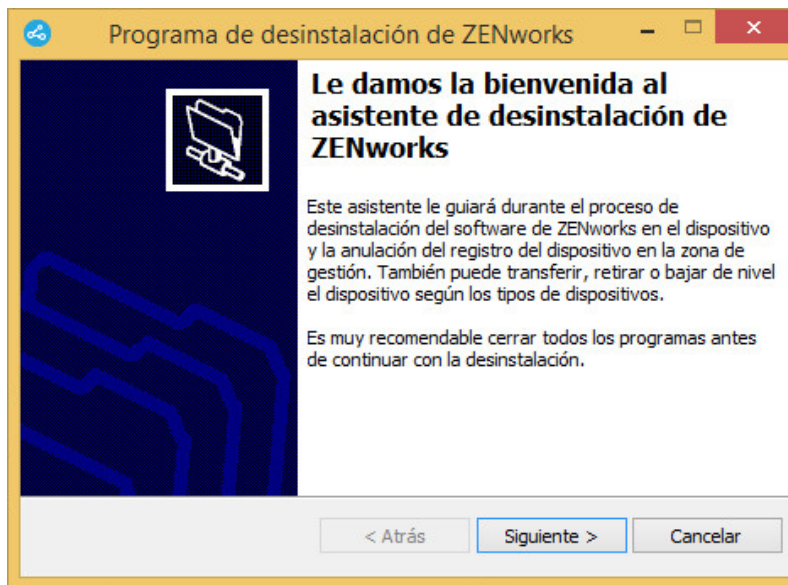 Programa de desinstalación de ZENworks
Le damos la bienvenida al
asistente de desinstalación de
ZENworks
Este asistente le guiará durante el proceso de
desinstalación del software de ZENworks en el dispositivo
y la anulación del registro del dispositivo en la zona de
gestión. También puede transferir, retirar o bajar de nivel
el dispositivo según los tipos de dispositivos.
Es muy recomendable cerrar todos los programas antes
de continuar con la desinstalación.
< Atrás
Siguiente >
Cancelar